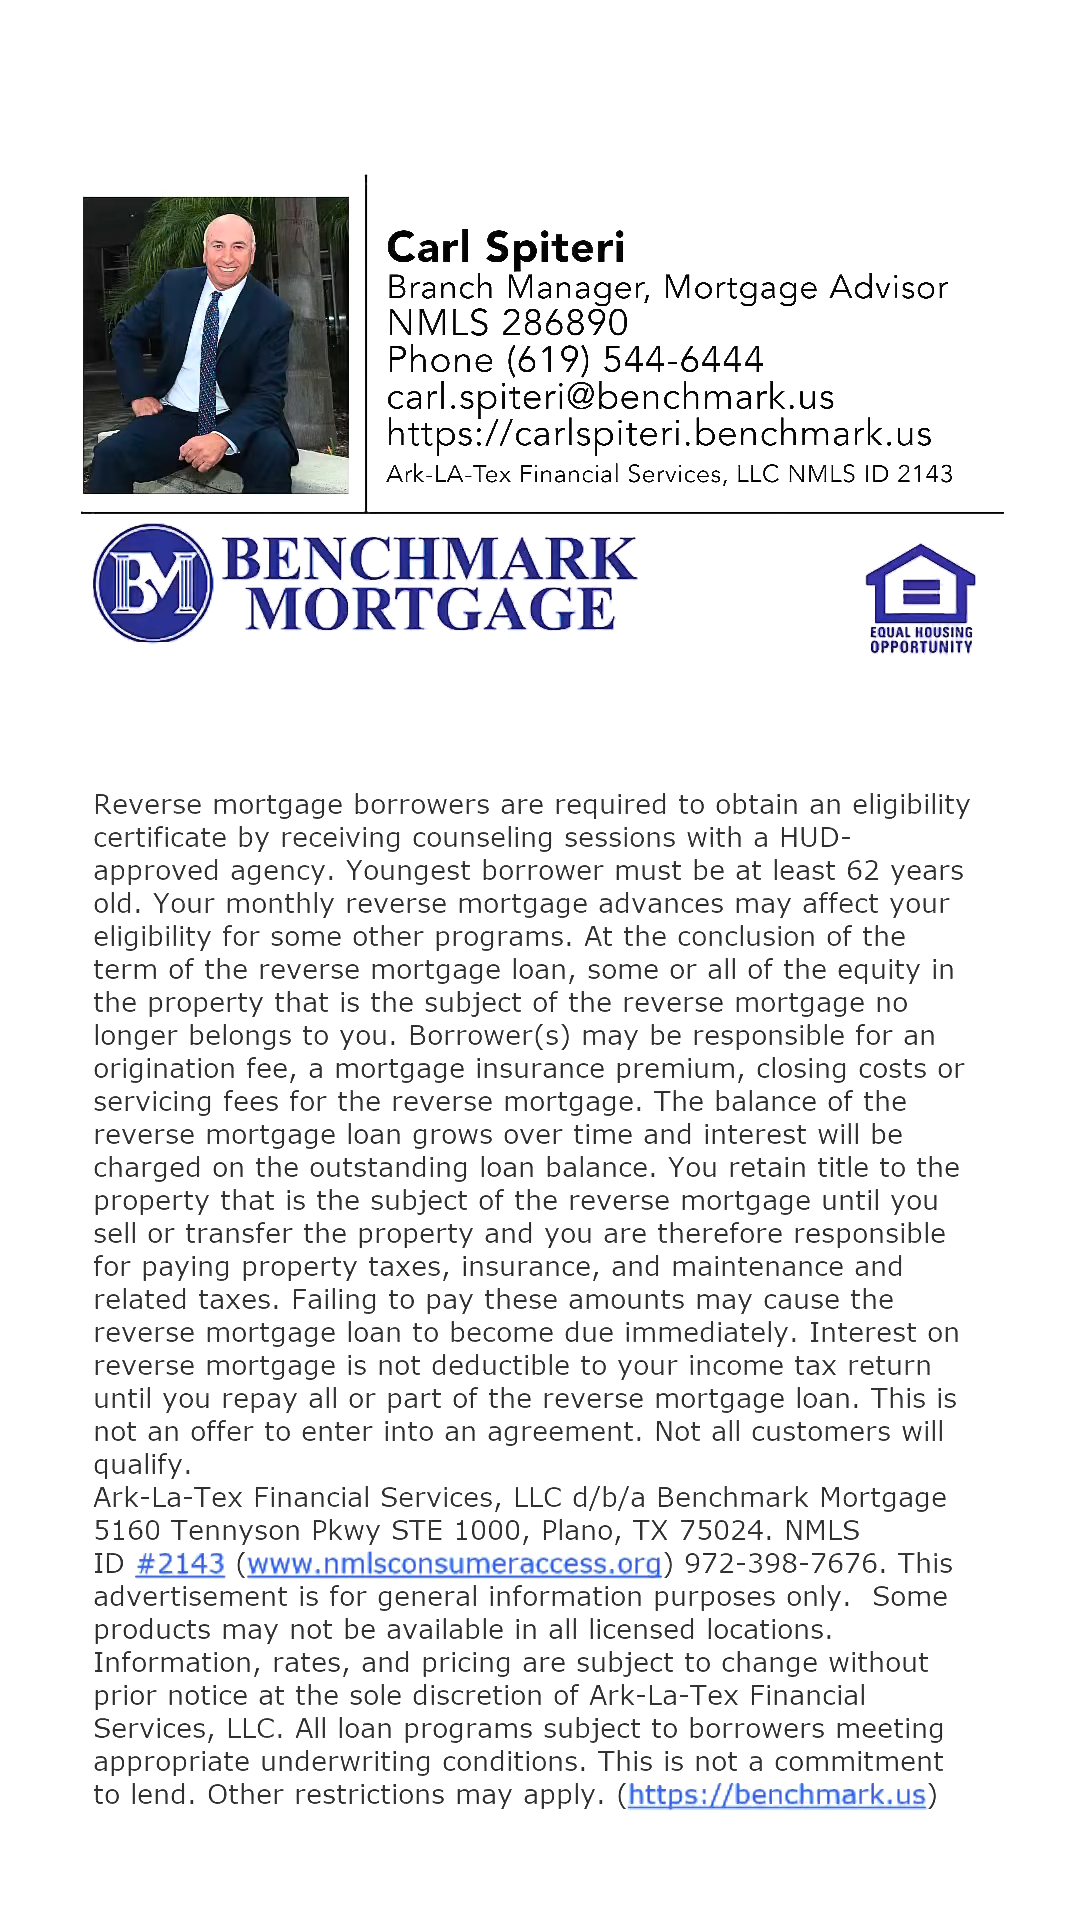 Carl Spiteri
Branch Manager, Mortgage Advisor
NMLS 286890
Phone (619) 544-6444
carl.spiteri@benchmark.us
https://carlspiteri.benchmark.us
Ark-LA-Tex Financial Services, LLC NMLS ID 2143
BM BENCHMARK
MORTGAGE
EQUAL HOUSING
OPPORTUNITY
Reverse mortgage borrowers are required to obtain an eligibility
certificate by receiving counseling sessions with a HUD-
approved agency. Youngest borrower must be at least 62 years
old. Your monthly reverse mortgage advances may affect your
eligibility for some other programs. At the conclusion of the
term of the reverse mortgage loan, some or all of the equity in
the property that is the subject of the reverse mortgage no
longer belongs to you. Borrower(s) may be responsible for an
origination fee, a mortgage insurance premium, closing costs or
servicing fees for the reverse mortgage. The balance of the
reverse mortgage loan grows over time and interest will be
charged on the outstanding loan balance. You retain title to the
property that is the subject of the reverse mortgage until you
sell or transfer the property and you are therefore responsible
for paying property taxes, insurance, and maintenance and
related taxes. Failing to pay these amounts may cause the
reverse mortgage loan to become due immediately. Interest on
reverse mortgage is not deductible to your income tax return
until you repay all or part of the reverse mortgage loan. This is
not an offer to enter into an agreement. Not all customers will
qualify.
Ark-La-Tex Financial Services, LLC d/b/a Benchmark Mortgage
5160 Tennyson Pkwy STE 1000, Plano, TX 75024. NMLS
ID #2143 (www.nmlsconsumeraccess.org) 972-398-7676. This
advertisement is for general information purposes only.  Some
products may not be available in all licensed locations.
Information, rates, and pricing are subject to change without
prior notice at the sole discretion of Ark-La-Tex Financial
Services, LLC. All loan programs subject to borrowers meeting
appropriate underwriting conditions. This is not a commitment
to lend. Other restrictions may apply. (https://benchmark.us)